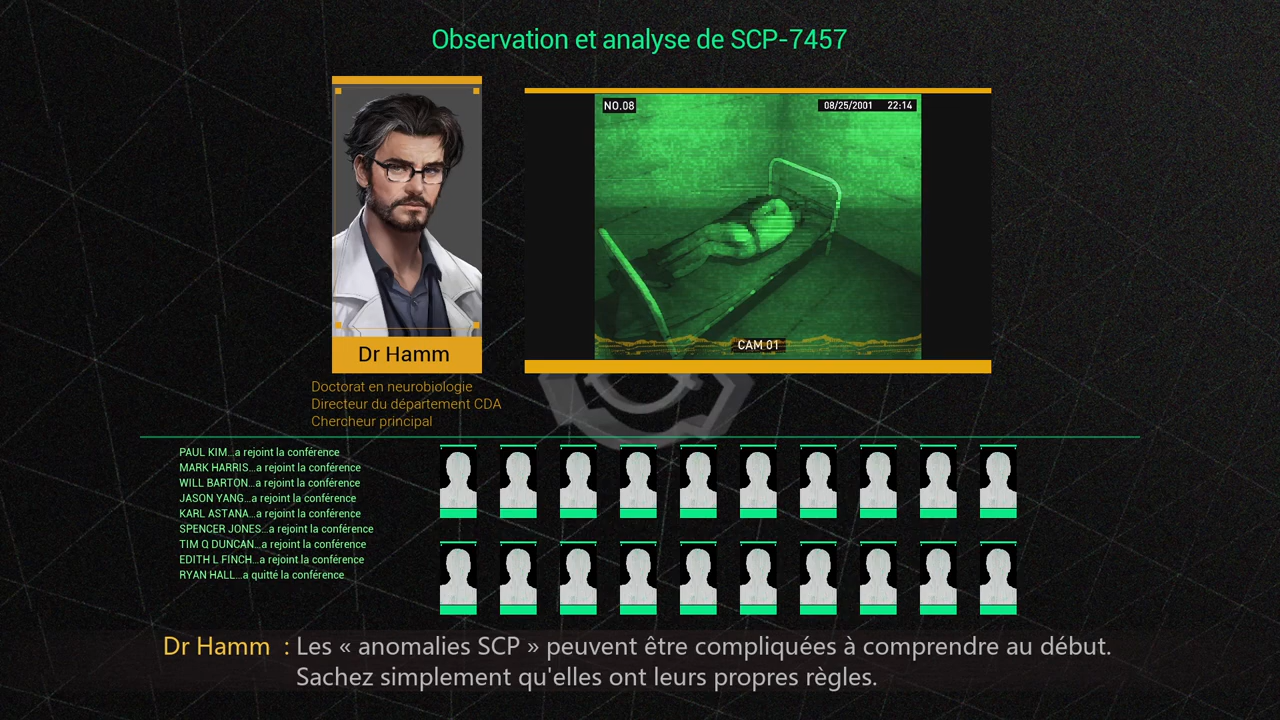 Observation et analyse de SCP-7457
NO.08
08/25/2001 22:14
CAM 01
Dr Hamm
Doctorat en neurobiologie
Directeur du département CDA
Chercheur principal
PAUL KIM...a rejoint la conférence
MARK HARRIS...a rejoint la conférence
WILL BARTON...a rejoint la conférence
JASON YANG...a rejoint la conférence
KARL ASTANA...a rejoint la conférence
SPENCER JONES...a rejoint la conférence
TIM Q DUNCAN...a rejoint la conférence
EDITH L FINCH...a rejoint la conférence
RYAN HALL...a quitté la conférence
Dr Hamm : Les « anomalies SCP » peuvent être compliquées à comprendre au début.
Sachez simplement qu'elles ont leurs propres règles.